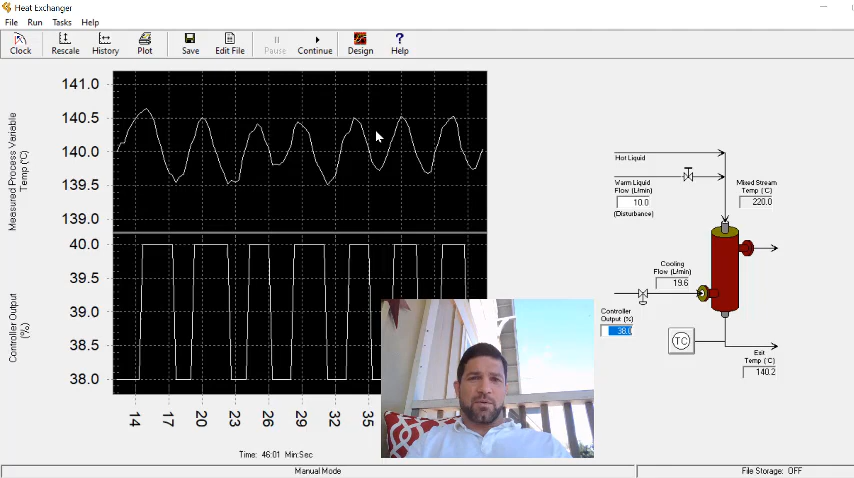 Heat Exchanger
File Run Tasks Help
Clock Rescale History Plot Save Edit File Pause Continue Design Help
Measured Process Variable
Temp (°C)
141.0
140.5
140.0
139.5
139.0
Controller Output
(%)
40.0
39.5
39.0
38.5
38.0
14 17 20 23 26 29 32 35
Time: 46:01 Min:Sec
Hot Liquid
Warm Liquid
Flow (L/min)
10.0
(Disturbance)
Mixed Stream
Temp (°C)
220.0
Cooling
Flow (L/min)
19.6
Controller
Output (%)
38.0
TC
Exit
Temp (°C)
140.2
Manual Mode
File Storage: OFF